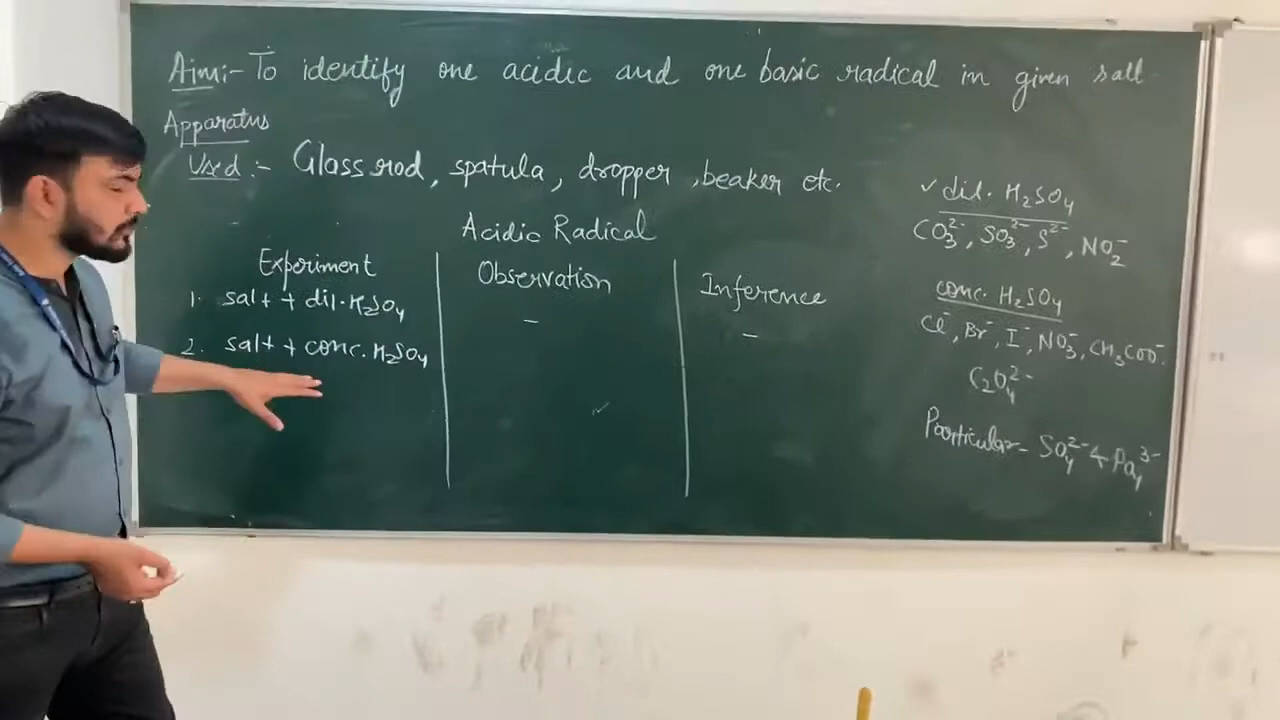 Aim:- To identify one acidic and one basic radical in given salt
Apparatus
Used :- Glass rod, spatula, dropper, beaker etc.
Acidic Radical
Experiment
Observation
Inference
1. salt + dil. H₂SO₄
–
–
2. salt + conc. H₂SO₄
✓ dil. H₂SO₄
CO₃²⁻, SO₃²⁻, S²⁻, NO₂⁻
conc. H₂SO₄
Cl⁻, Br⁻, I⁻, NO₃⁻, CH₃COO⁻
C₂O₄²⁻
Particular - SO₄²⁻ & PO₄³⁻